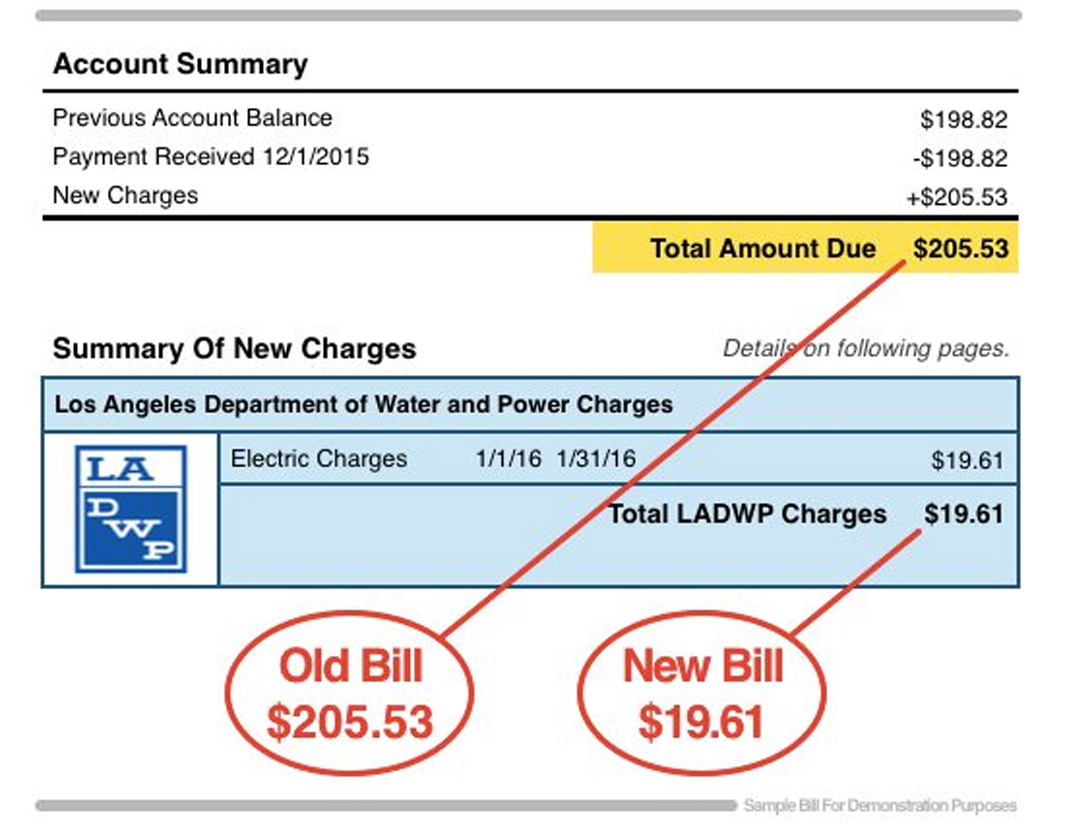 Account Summary
Previous Account Balance $198.82
Payment Received 12/1/2015 -$198.82
New Charges +$205.53
Total Amount Due $205.53
Summary Of New Charges Details on following pages.
Los Angeles Department of Water and Power Charges
LA
DWP
Electric Charges 1/1/16 1/31/16 $19.61
Total LADWP Charges $19.61
Old Bill
$205.53
New Bill
$19.61
Sample Bill For Demonstration Purposes